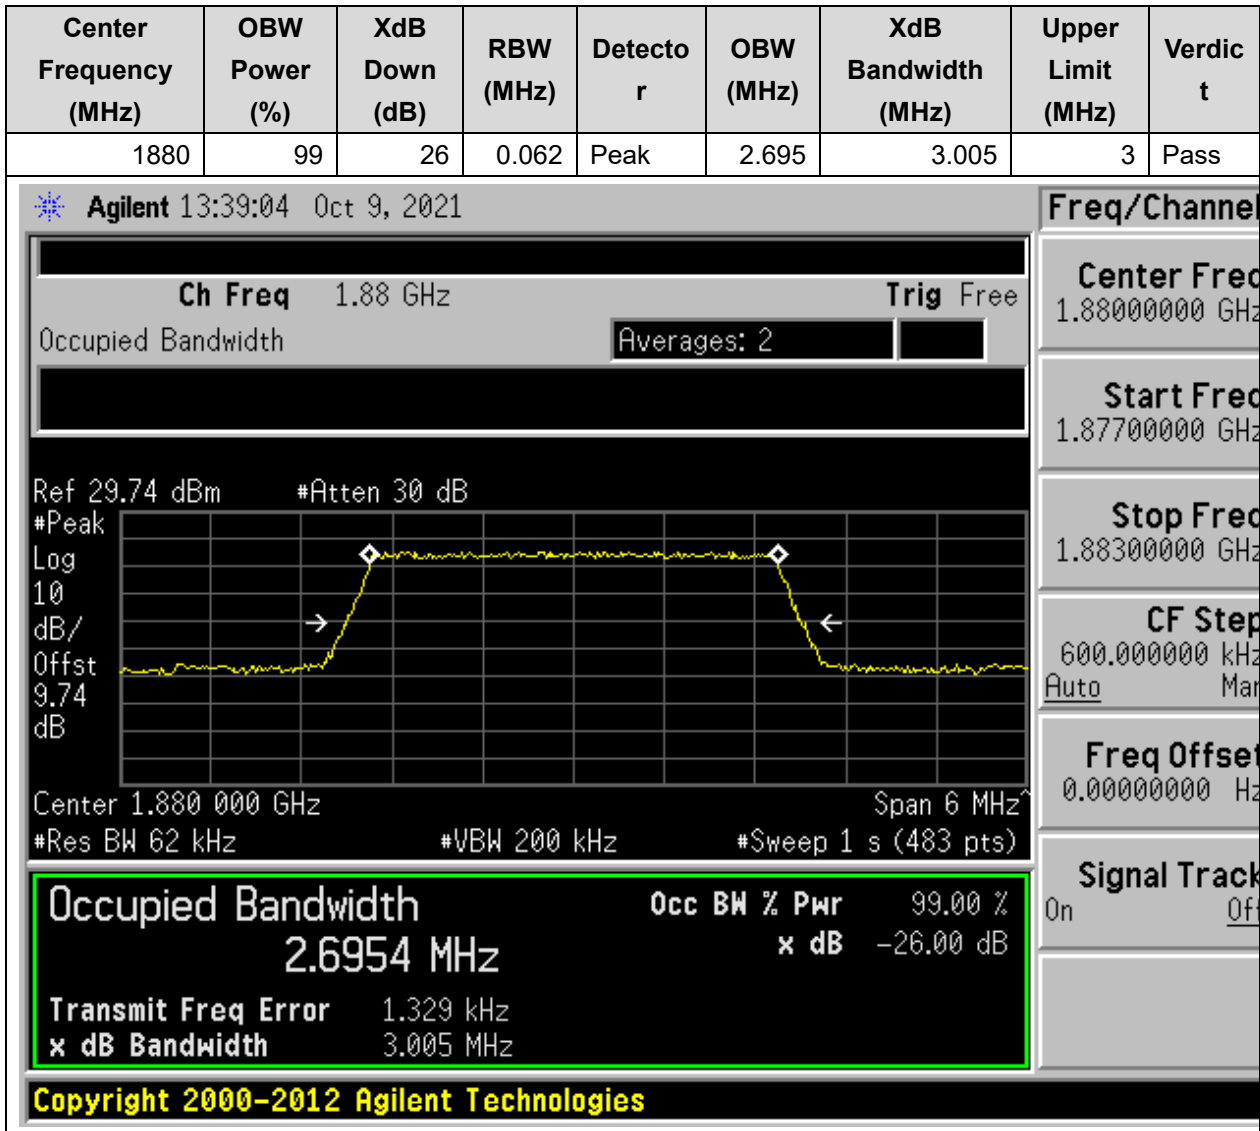 Center Frequency (MHz) OBW Power (%) XdB Down (dB) RBW (MHz) Detecto r OBW (MHz) XdB Bandwidth (MHz) Upper Limit (MHz) Verdic t
1880 99 26 0.062 Peak 2.695 3.005 3 Pass
Agilent 13:39:04 Oct 9, 2021
Ch Freq 1.88 GHz Trig Free
Occupied Bandwidth Averages: 2
Ref 29.74 dBm #Atten 30 dB
#Peak
Log
10
dB/
Offst
9.74
dB
Center 1.880 000 GHz Span 6 MHz^
#Res BW 62 kHz #VBW 200 kHz #Sweep 1 s (483 pts)
Occupied Bandwidth Occ BW % Pwr 99.00 %
2.6954 MHz x dB -26.00 dB
Transmit Freq Error 1.329 kHz
x dB Bandwidth 3.005 MHz
Copyright 2000-2012 Agilent Technologies
Freq/Channel
Center Freq
1.88000000 GHz
Start Freq
1.87700000 GHz
Stop Freq
1.88300000 GHz
CF Step
600.000000 kHz
Auto Man
Freq Offset
0.00000000 Hz
Signal Track
On Off